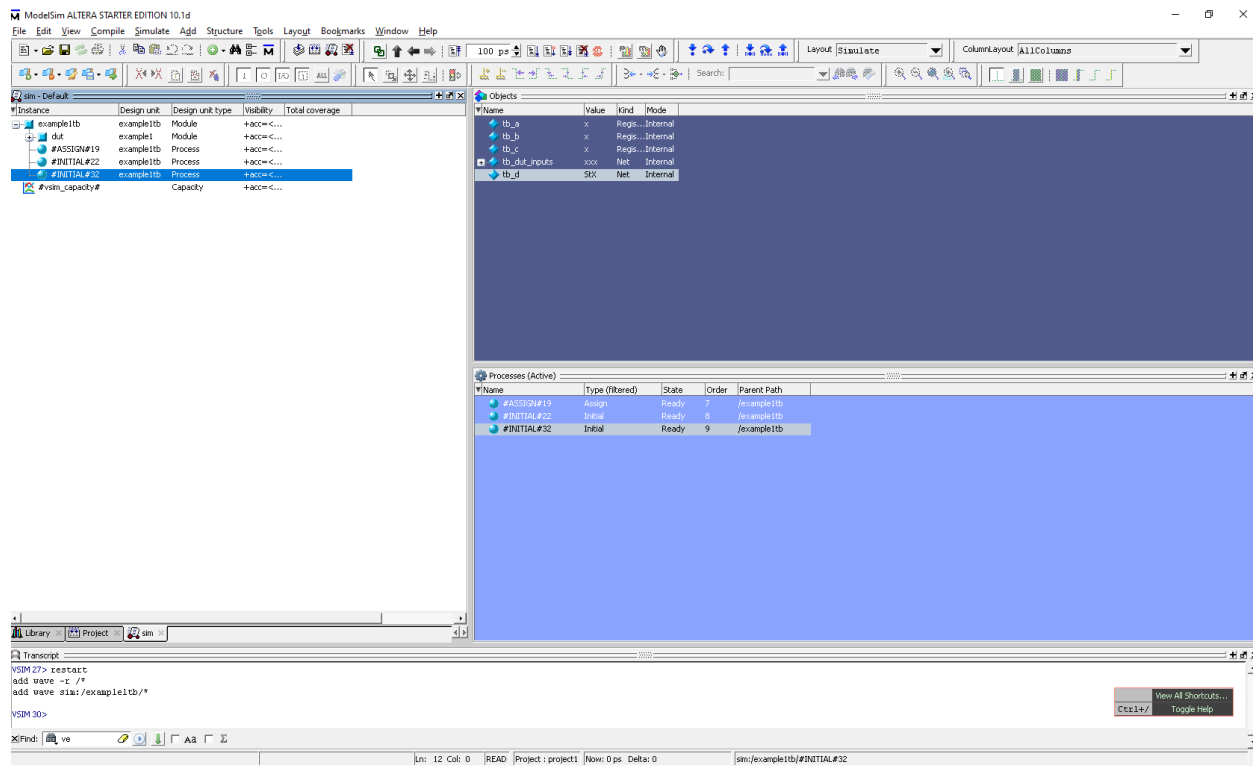 ModelSim ALTERA STARTER EDITION 10.1d
File Edit View Compile Simulate Add Structure Tools Layout Bookmarks Window Help
100 ps
Layout Simulate
ColumnLayout AllColumns
Search:
sim - Default
Instance Design unit Design unit type Visibility Total coverage
example1tb example1tb Module +acc=<...
dut example1 Module +acc=<...
#ASSIGN#19 example1tb Process +acc=<...
#INITIAL#22 example1tb Process +acc=<...
#INITIAL#32 example1tb Process +acc=<...
#vsim_capacity# Capacity +acc=<...
Objects
Name Value Kind Mode
tb_a x Regis...Internal
tb_b x Regis...Internal
tb_c x Regis...Internal
tb_dut_inputs xxx Net Internal
tb_d StX Net Internal
Processes (Active)
Name Type (filtered) State Order Parent Path
#ASSIGN#19 Assign Ready 7 /example1tb
#INITIAL#22 Initial Ready 8 /example1tb
#INITIAL#32 Initial Ready 9 /example1tb
Library Project sim
Transcript
VSIM 27> restart
add wave -r /*
add wave sim:/example1tb/*
VSIM 30>
View All Shortcuts...
Ctrl+/ Toggle Help
Find: ve
Ln: 12 Col: 0 READ Project : project1 Now: 0 ps Delta: 0 sim:/example1tb/#INITIAL#32